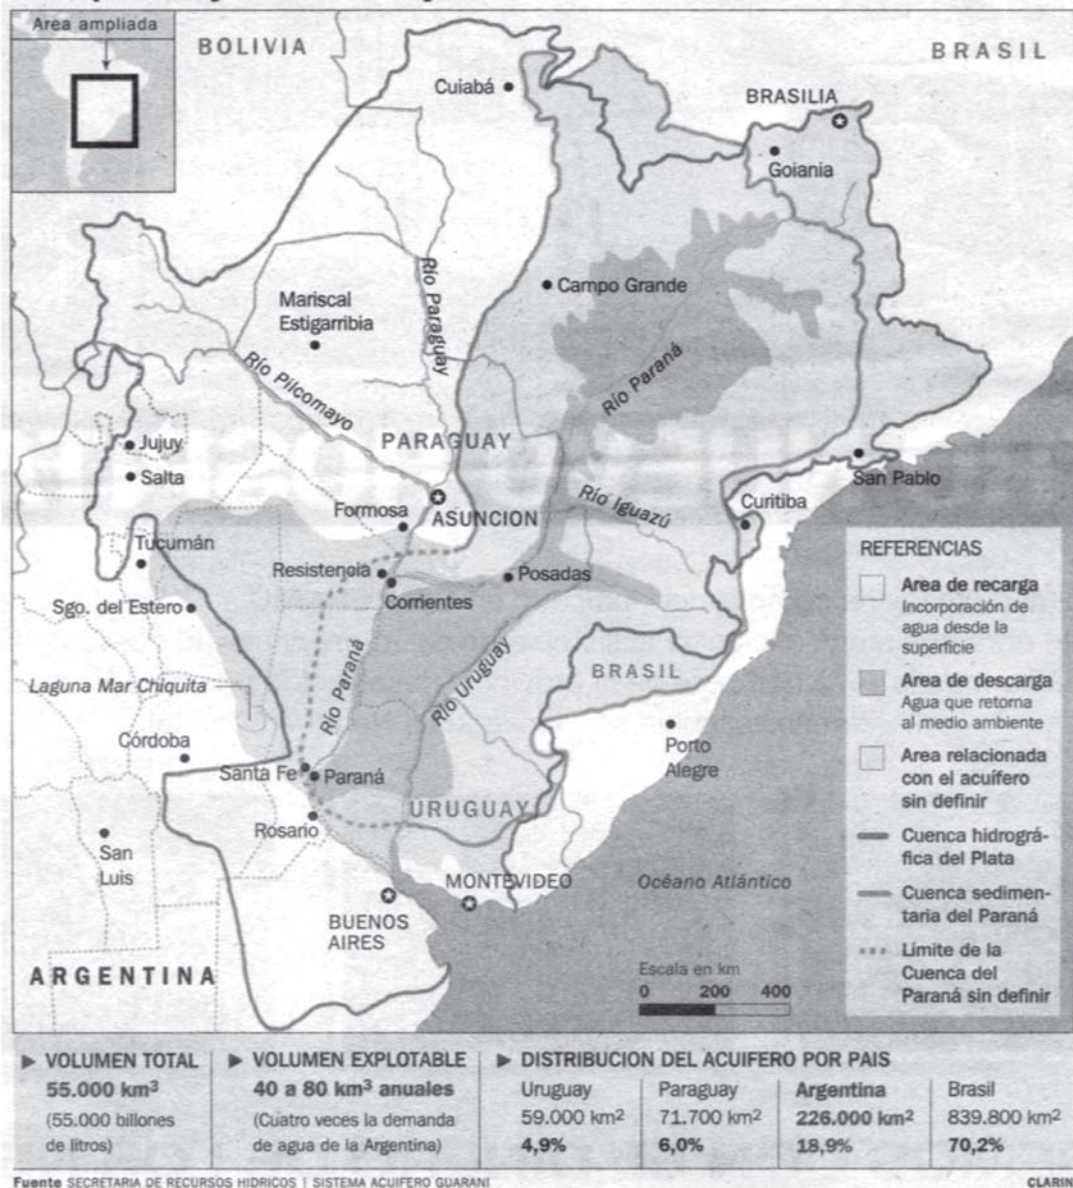 Area ampliada
BOLIVIA
BRASIL
Cuiabá
BRASILIA
Goiania
Campo Grande
Mariscal
Estigarribia
Río Paraguay
Río Paraná
Río Pilcomayo
PARAGUAY
Jujuy
Salta
San Pablo
Río Iguazú
Curitiba
Formosa
ASUNCION
Tucumán
Resistencia
Posadas
Corrientes
Sgo. del Estero
Río Paraná
Río Uruguay
BRASIL
Laguna Mar Chiquita
Córdoba
Porto
Alegre
Santa Fe
Paraná
URUGUAY
Rosario
San
Luis
MONTEVIDEO
Océano Atlántico
BUENOS
AIRES
ARGENTINA
Escala en km
0 200 400
REFERENCIAS
Area de recarga
Incorporación de
agua desde la
superficie
Area de descarga
Agua que retorna
al medio ambiente
Area relacionada
con el acuífero
sin definir
Cuenca hidrográ-
fica del Plata
Cuenca sedimen-
taria del Paraná
Límite de la
Cuenca del
Paraná sin definir
VOLUMEN TOTAL
55.000 km³
(55.000 billones
de litros)
VOLUMEN EXPLOTABLE
40 a 80 km³ anuales
(Cuatro veces la demanda
de agua de la Argentina)
DISTRIBUCION DEL ACUIFERO POR PAIS
Uruguay Paraguay Argentina Brasil
59.000 km² 71.700 km² 226.000 km² 839.800 km²
4,9% 6,0% 18,9% 70,2%
Fuente SECRETARIA DE RECURSOS HIDRICOS | SISTEMA ACUIFERO GUARANI
CLARIN